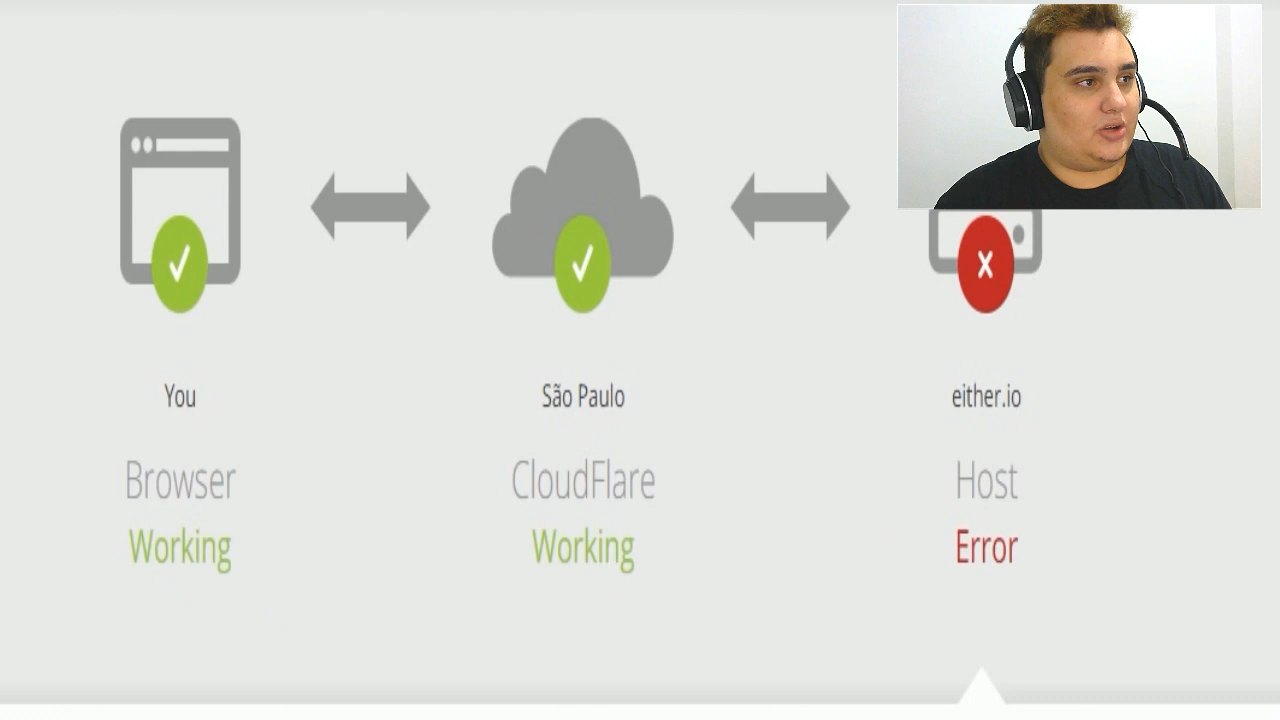 You
São Paulo
either.io
Browser
CloudFlare
Host
Working
Working
Error